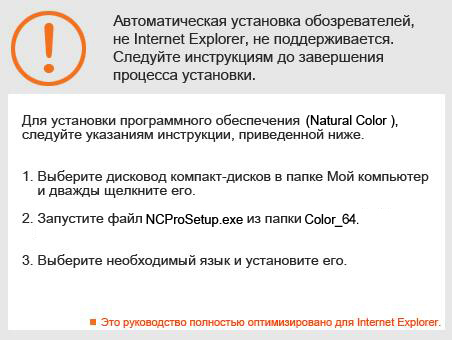 Автоматическая установка обозревателей,
не Internet Explorer, не поддерживается.
Следуйте инструкциям до завершения
процесса установки.
Для установки программного обеспечения (Natural Color ),
следуйте указаниям инструкции, приведенной ниже.
1. Выберите дисковод компакт-дисков в папке Мой компьютер
и дважды щелкните его.
2. Запустите файл NCProSetup.exe из папки Color_64.
3. Выберите необходимый язык и установите его.
Это руководство полностью оптимизировано для Internet Explorer.